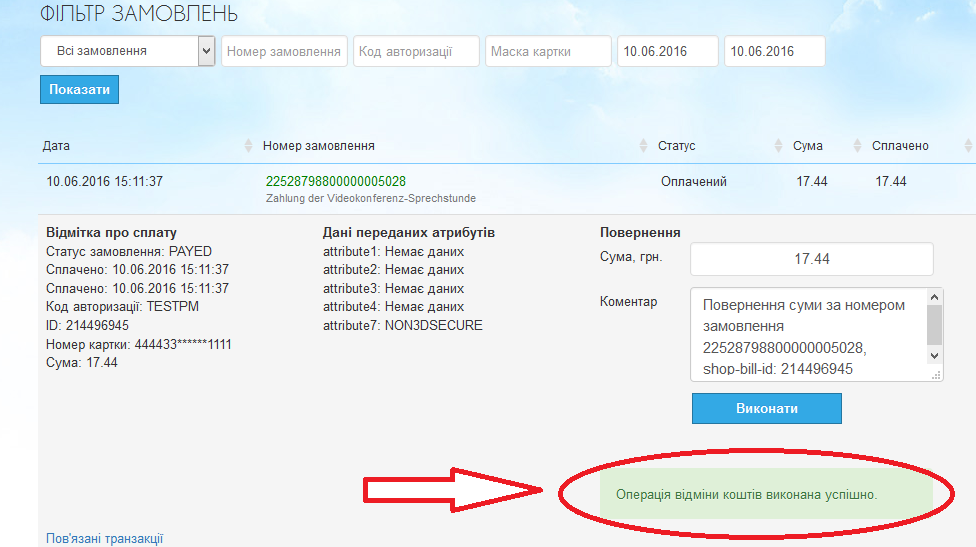 ФІЛЬТР ЗАМОВЛЕНЬ
Всі замовлення Номер замовлення Код авторизації Маска картки 10.06.2016 10.06.2016
Показати
Дата Номер замовлення Статус Сума Сплачено
10.06.2016 15:11:37 22528798800000005028 Оплачений 17.44 17.44
Zahlung der Videokonferenz-Sprechstunde
Відмітка про сплату Дані переданих атрибутів Повернення
Статус замовлення: PAYED attribute1: Немає даних Сума, грн. 17.44
Сплачено: 10.06.2016 15:11:37 attribute2: Немає даних
Сплачено: 10.06.2016 15:11:37 attribute3: Немає даних
Код авторизації: TESTPM attribute4: Немає даних Коментар Повернення суми за номером
ID: 214496945 attribute7: NON3DSECURE замовлення
Номер картки: 444433******1111 22528798800000005028,
Сума: 17.44 shop-bill-id: 214496945
Виконати
Операція відміни коштів виконана успішно.
Пов'язані транзакції